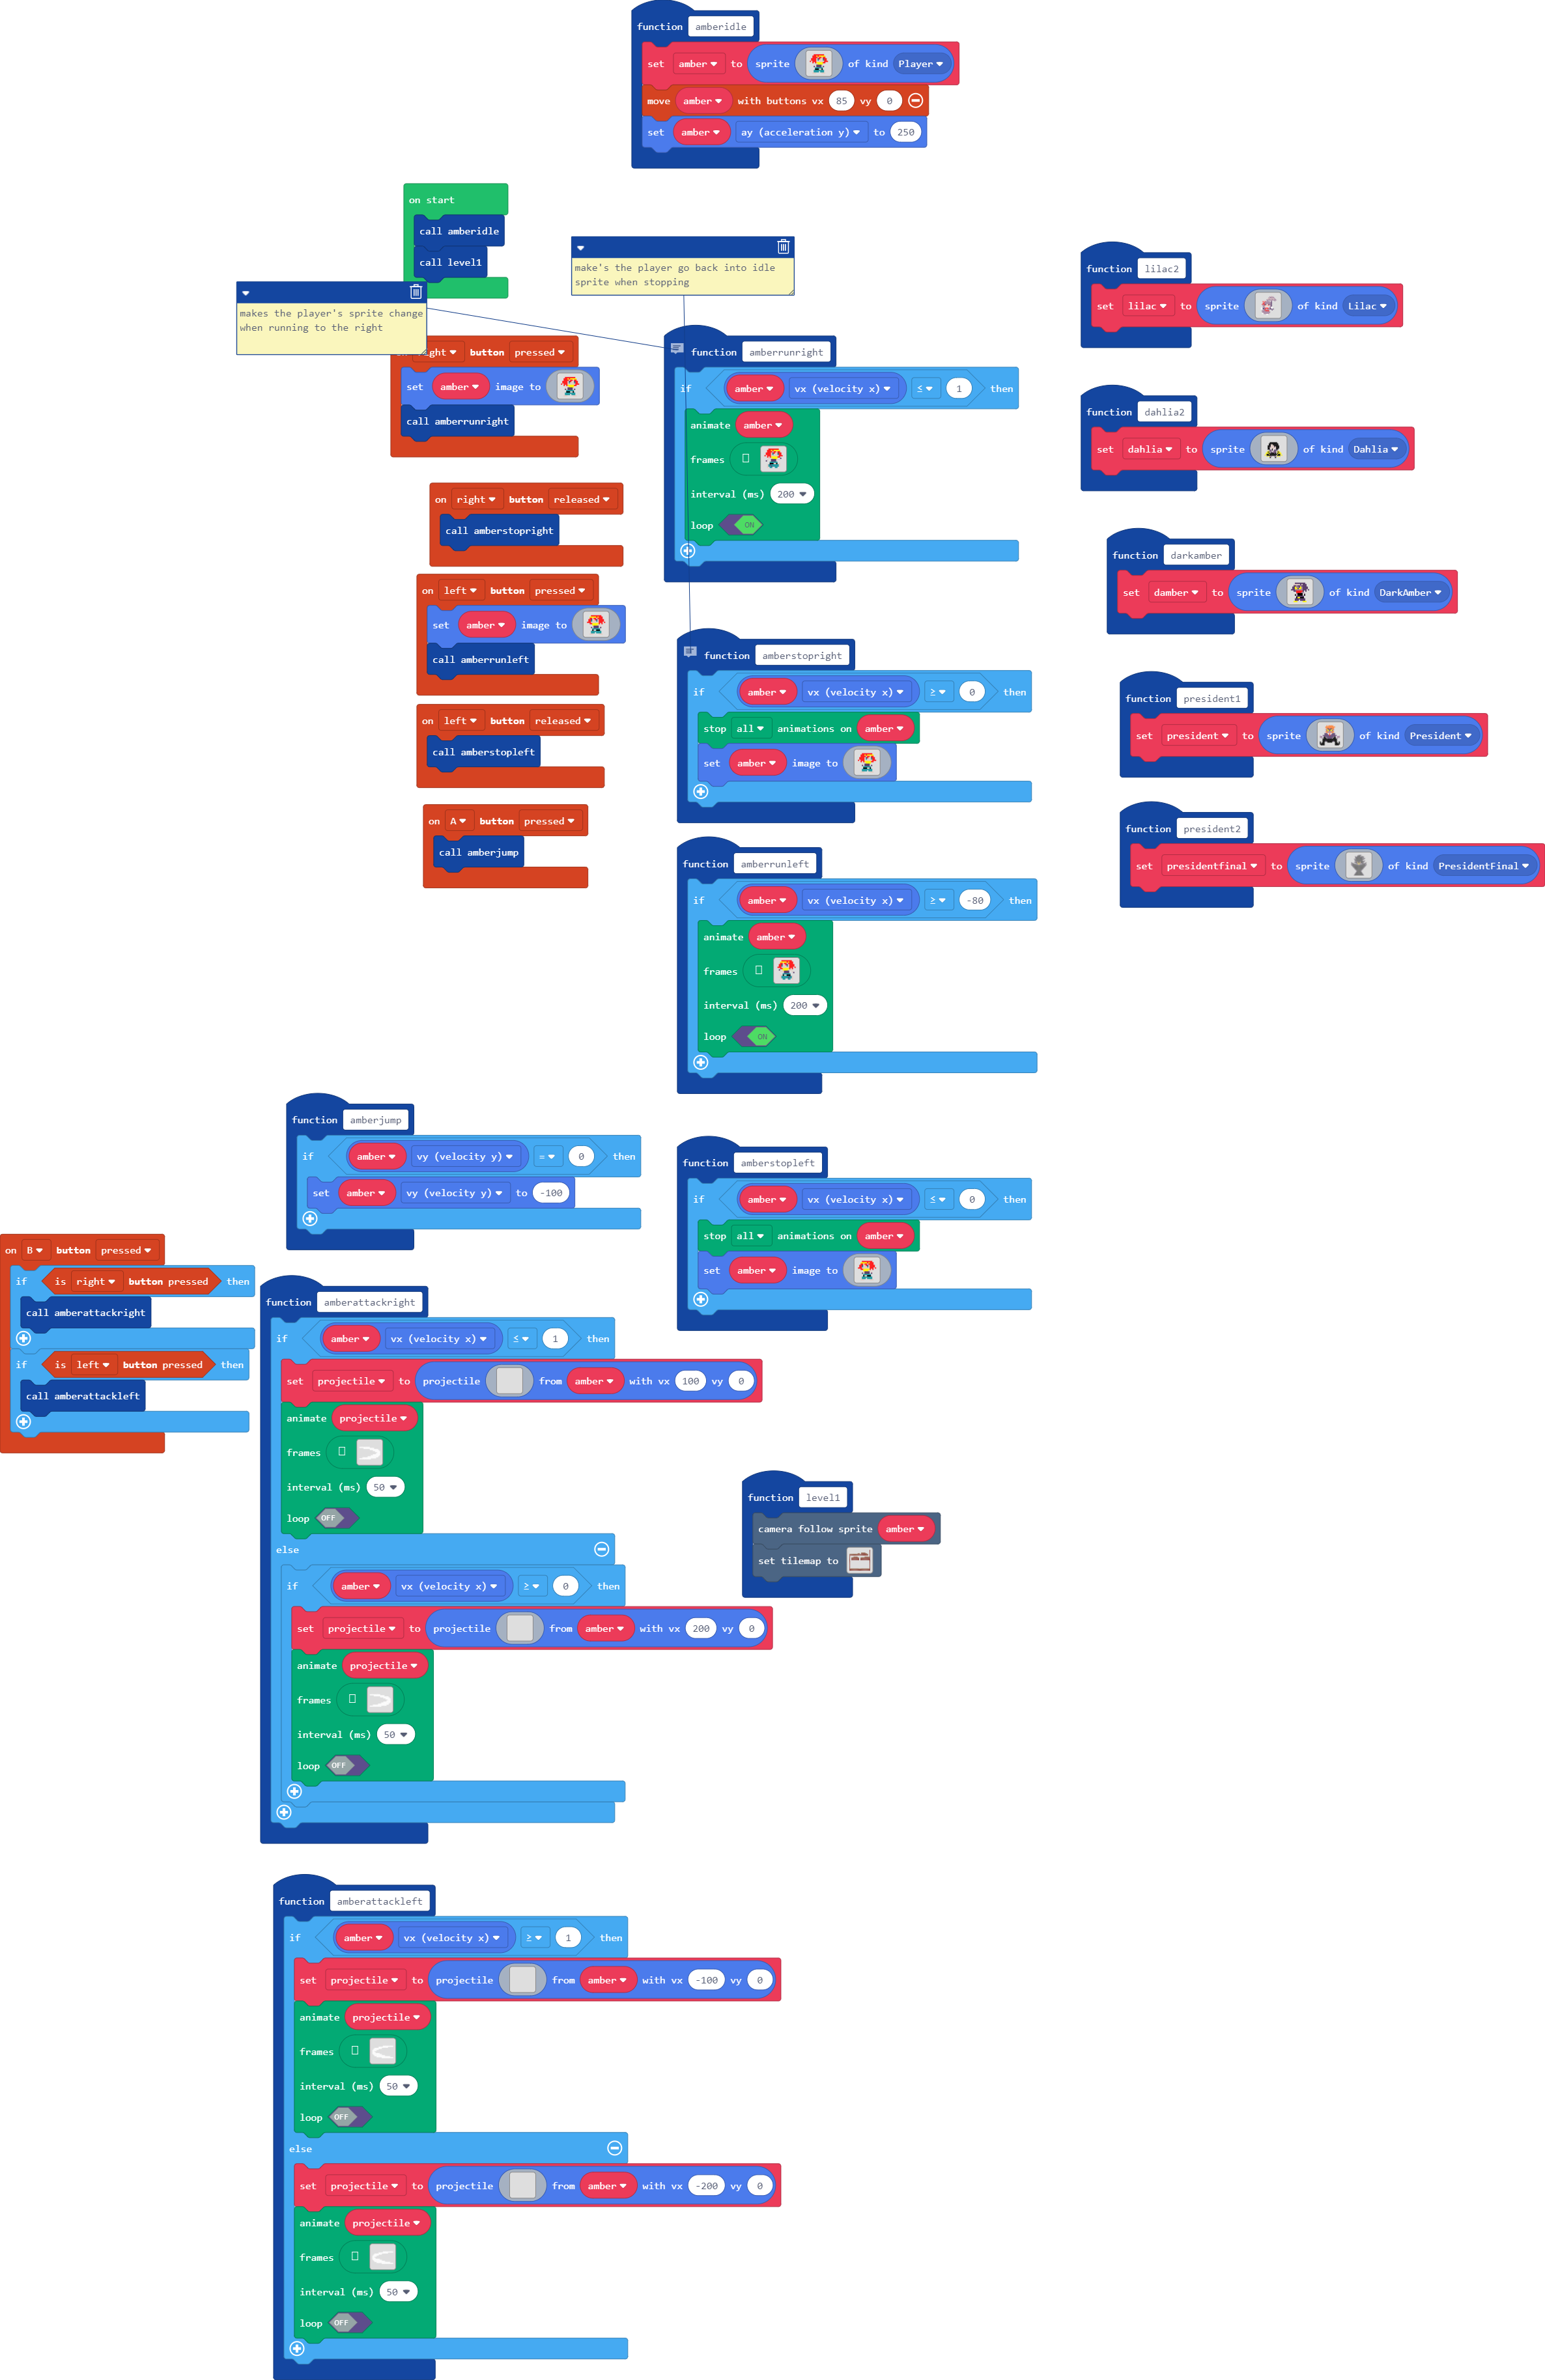 function amberidle
set amber to sprite of kind Player
move amber with buttons vx 85 vy 0
set amber ay (acceleration y) to 250
on start
call amberidle
call level1
make's the player go back into idle
sprite when stopping
makes the player's sprite change
when running to the right
right button pressed
set amber image to
call amberrunright
on right button released
call amberstopright
on left button pressed
set amber image to
call amberrunleft
on left button released
call amberstopleft
on A button pressed
call amberjump
function amberrunright
if amber vx (velocity x) ≤ 1 then
animate amber
frames
interval (ms) 200
loop ON
function amberstopright
if amber vx (velocity x) ≥ 0 then
stop all animations on amber
set amber image to
function amberrunleft
if amber vx (velocity x) ≥ -80 then
animate amber
frames
interval (ms) 200
loop ON
function amberstopleft
if amber vx (velocity x) ≤ 0 then
stop all animations on amber
set amber image to
function lilac2
set lilac to sprite of kind Lilac
function dahlia2
set dahlia to sprite of kind Dahlia
function darkamber
set damber to sprite of kind DarkAmber
function president1
set president to sprite of kind President
function president2
set presidentfinal to sprite of kind PresidentFinal
function amberjump
if amber vy (velocity y) = 0 then
set amber vy (velocity y) to -100
on B button pressed
if is right button pressed then
call amberattackright
if is left button pressed then
call amberattackleft
function amberattackright
if amber vx (velocity x) ≤ 1 then
set projectile to projectile from amber with vx 100 vy 0
animate projectile
frames
interval (ms) 50
loop OFF
else
if amber vx (velocity x) ≥ 0 then
set projectile to projectile from amber with vx 200 vy 0
animate projectile
frames
interval (ms) 50
loop OFF
function level1
camera follow sprite amber
set tilemap to
function amberattackleft
if amber vx (velocity x) ≥ 1 then
set projectile to projectile from amber with vx -100 vy 0
animate projectile
frames
interval (ms) 50
loop OFF
else
set projectile to projectile from amber with vx -200 vy 0
animate projectile
frames
interval (ms) 50
loop OFF